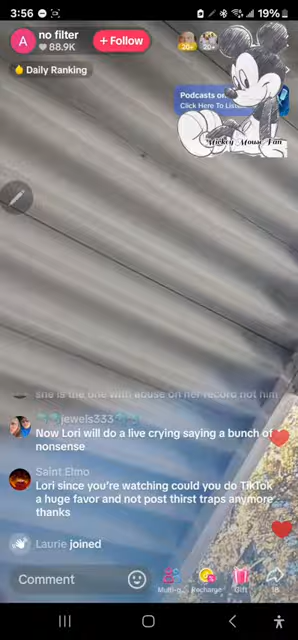 3:56
19%
A
no filter
88.9K
+ Follow
20+
20+
Daily Ranking
Click Here To
Mickey Mouse Fan
she is the one with abuse on her record not him
jewels333
Now Lori will do a live crying saying a bunch of
nonsense
Saint Elmo
Lori since you're watching could you do TikTok
a huge favor and not post thirst traps anymore
thanks
Laurie joined
Comment
Recharge
Gift
16